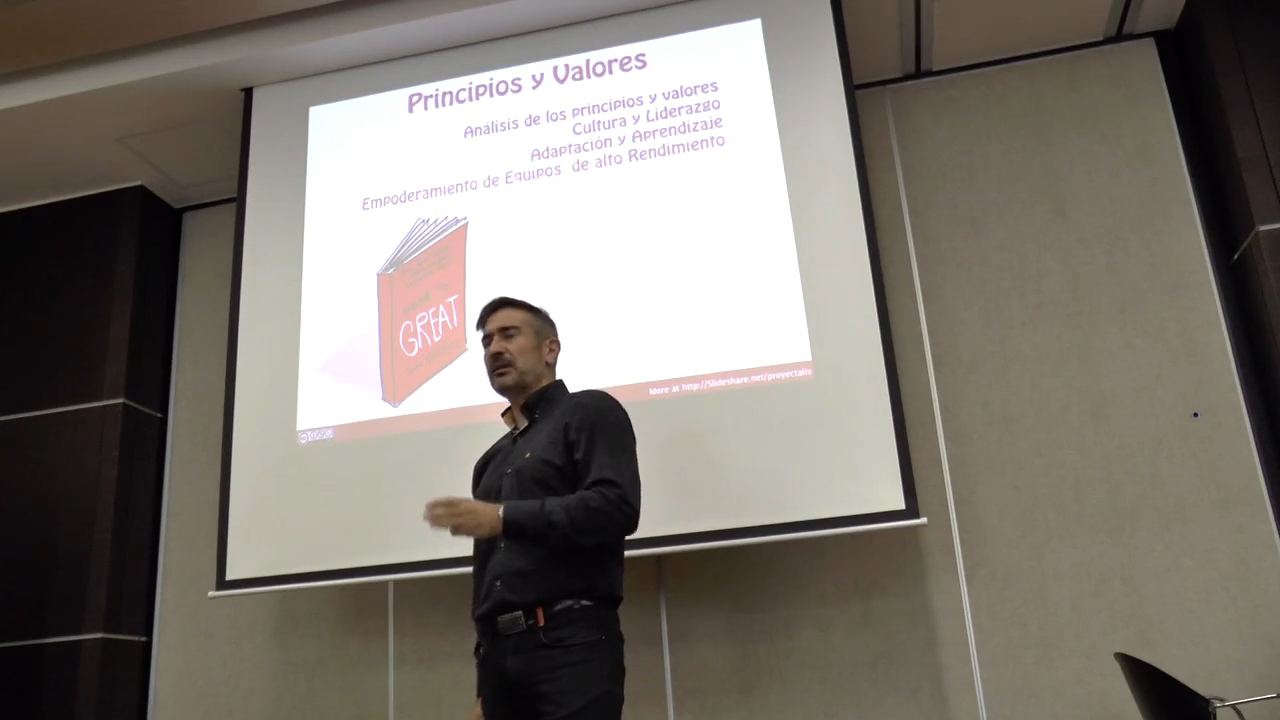 Principios y Valores
Análisis de los principios y valores
Cultura y Liderazgo
Adaptación y Aprendizaje
Empoderamiento de Equipos de alto Rendimiento
GREAT
More at http://Slideshare.net/proyectalis